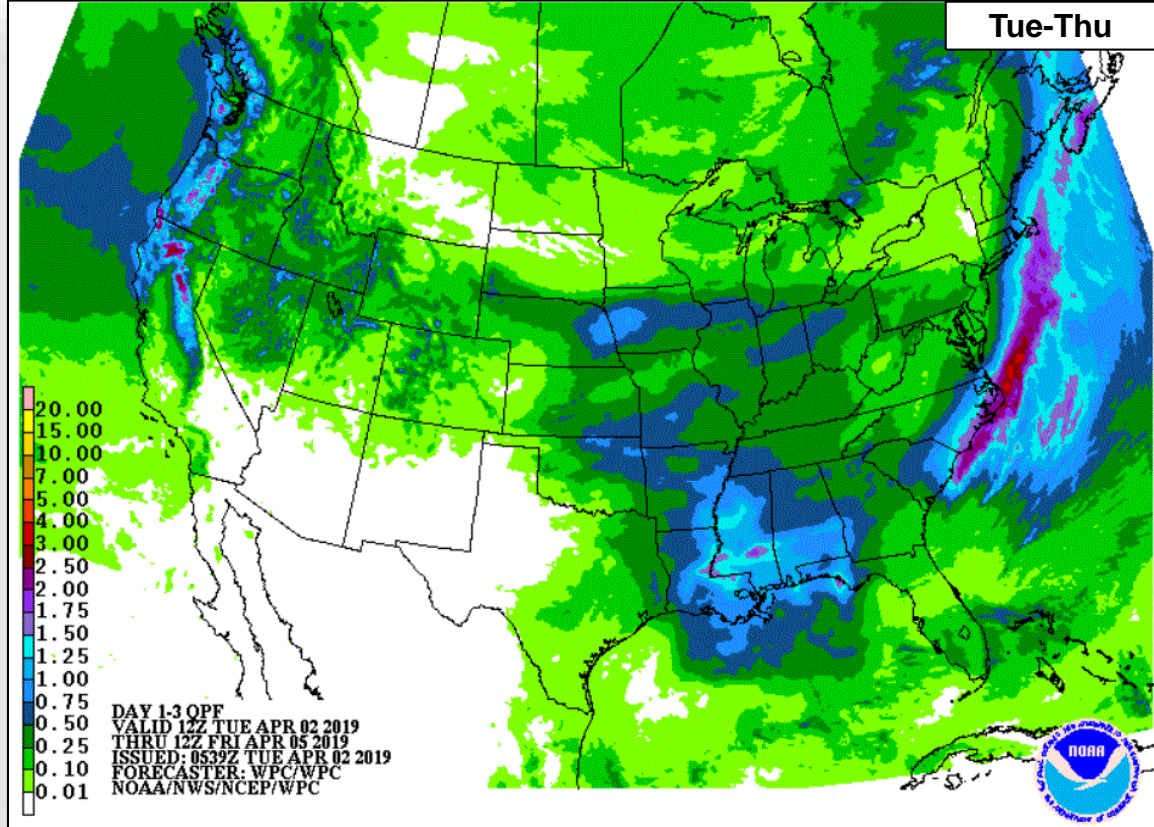 Tue-Thu
20.00
15.00
10.00
7.00
5.00
4.00
3.00
2.50
2.00
1.75
1.50
1.25
1.00
0.75
0.50
0.25
0.10
0.01
DAY 1-3 QPF
VALID 12Z TUE APR 02 2019
THRU 12Z FRI APR 05 2019
ISSUED: 0539Z TUE APR 02 2019
FORECASTER: WPC/WPC
NOAA/NWS/NCEP/WPC
NOAA